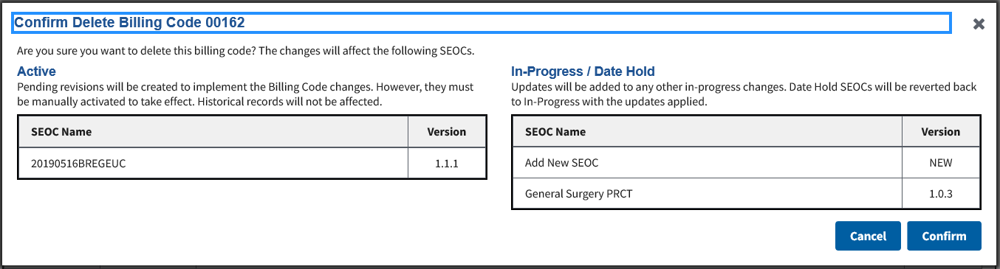 Confirm Delete Billing Code 00162
Are you sure you want to delete this billing code? The changes will affect the following SEOCs.
Active
Pending revisions will be created to implement the Billing Code changes. However, they must
be manually activated to take effect. Historical records will not be affected.
SEOC Name Version
20190516BREGEUC 1.1.1
In-Progress / Date Hold
Updates will be added to any other in-progress changes. Date Hold SEOCs will be reverted back
to In-Progress with the updates applied.
SEOC Name Version
Add New SEOC NEW
General Surgery PRCT 1.0.3
Cancel Confirm